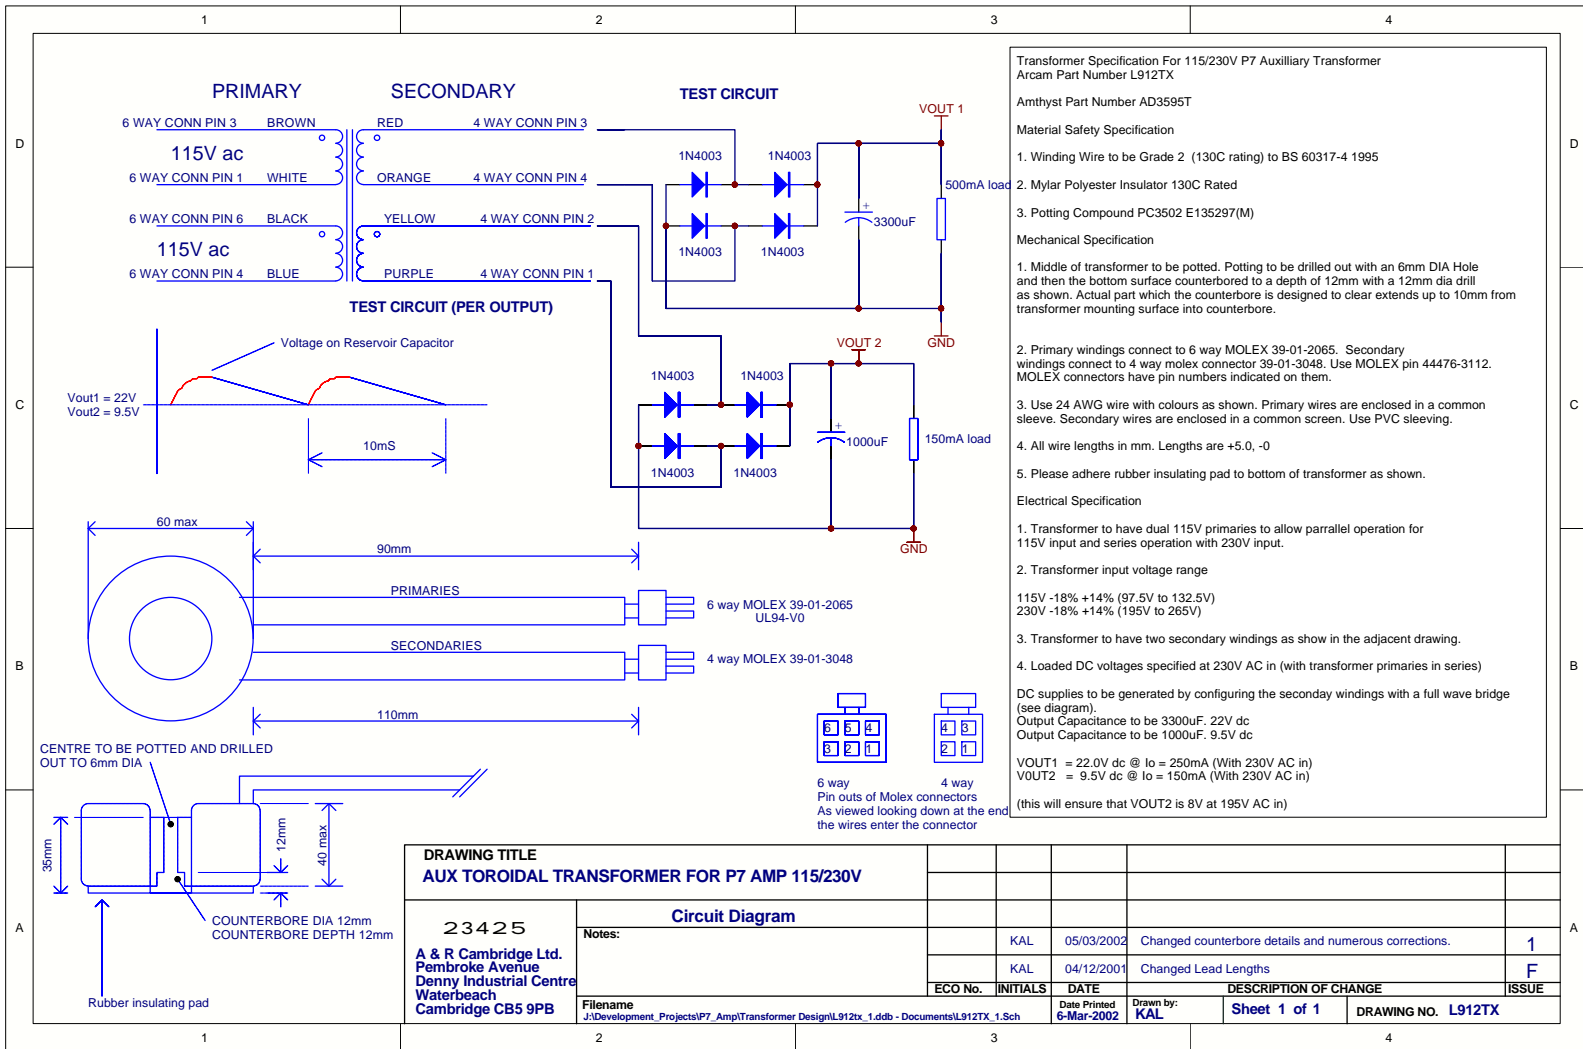 1
2
3
4
D
D
C
C
B
B
A
A
PRIMARY
SECONDARY
TEST CIRCUIT
6 WAY CONN PIN 3 BROWN
RED 4 WAY CONN PIN 3
115V ac
6 WAY CONN PIN 1 WHITE
ORANGE 4 WAY CONN PIN 4
6 WAY CONN PIN 6 BLACK
YELLOW 4 WAY CONN PIN 2
115V ac
6 WAY CONN PIN 4 BLUE
PURPLE 4 WAY CONN PIN 1
VOUT 1
1N4003
1N4003
1N4003
1N4003
+
3300uF
500mA load
GND
TEST CIRCUIT (PER OUTPUT)
Voltage on Reservoir Capacitor
Vout1 = 22V
Vout2 = 9.5V
10mS
VOUT 2
1N4003
1N4003
1N4003
1N4003
+
1000uF
150mA load
GND
60 max
90mm
PRIMARIES
6 way MOLEX 39-01-2065
UL94-V0
SECONDARIES
4 way MOLEX 39-01-3048
110mm
CENTRE TO BE POTTED AND DRILLED
OUT TO 6mm DIA
35mm
12mm
40 max
COUNTERBORE DIA 12mm
COUNTERBORE DEPTH 12mm
Rubber insulating pad
6 5 4
3 2 1
4 3
2 1
6 way
4 way
Pin outs of Molex connectors
As viewed looking down at the end
the wires enter the connector
Transformer Specification For 115/230V P7 Auxilliary Transformer
Arcam Part Number L912TX
Amthyst Part Number AD3595T
Material Safety Specification
1. Winding Wire to be Grade 2 (130C rating) to BS 60317-4 1995
2. Mylar Polyester Insulator 130C Rated
3. Potting Compound PC3502 E135297(M)
Mechanical Specification
1. Middle of transformer to be potted. Potting to be drilled out with an 6mm DIA Hole
and then the bottom surface counterbored to a depth of 12mm with a 12mm dia drill
as shown. Actual part which the counterbore is designed to clear extends up to 10mm from
transformer mounting surface into counterbore.
2. Primary windings connect to 6 way MOLEX 39-01-2065. Secondary
windings connect to 4 way molex connector 39-01-3048. Use MOLEX pin 44476-3112.
MOLEX connectors have pin numbers indicated on them.
3. Use 24 AWG wire with colours as shown. Primary wires are enclosed in a common
sleeve. Secondary wires are enclosed in a common screen. Use PVC sleeving.
4. All wire lengths in mm. Lengths are +5.0, -0
5. Please adhere rubber insulating pad to bottom of transformer as shown.
Electrical Specification
1. Transformer to have dual 115V primaries to allow parrallel operation for
115V input and series operation with 230V input.
2. Transformer input voltage range
115V -18% +14% (97.5V to 132.5V)
230V -18% +14% (195V to 265V)
3. Transformer to have two secondary windings as show in the adjacent drawing.
4. Loaded DC voltages specified at 230V AC in (with transformer primaries in series)
DC supplies to be generated by configuring the seconday windings with a full wave bridge
(see diagram).
Output Capacitance to be 3300uF. 22V dc
Output Capacitance to be 1000uF. 9.5V dc
VOUT1 = 22.0V dc @ Io = 250mA (With 230V AC in)
V0UT2 = 9.5V dc @ Io = 150mA (With 230V AC in)
(this will ensure that VOUT2 is 8V at 195V AC in)
DRAWING TITLE
AUX TOROIDAL TRANSFORMER FOR P7 AMP 115/230V
23425
A & R Cambridge Ltd.
Pembroke Avenue
Denny Industrial Centre
Waterbeach
Cambridge CB5 9PB
Circuit Diagram
Notes:
KAL 05/03/2002 Changed counterbore details and numerous corrections. 1
KAL 04/12/2001 Changed Lead Lengths F
ECO No. INITIALS DATE DESCRIPTION OF CHANGE ISSUE
Filename
J:\Development_Projects\P7_Amp\Transformer Design\L912tx_1.ddb - Documents\L912TX_1.Sch
Date Printed
6-Mar-2002
Drawn by:
KAL
Sheet 1 of 1
DRAWING NO. L912TX
1
2
3
4